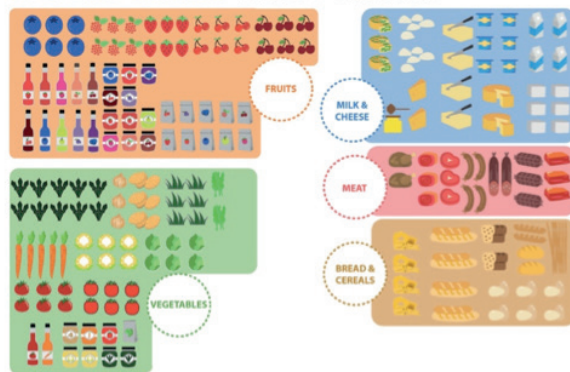 FRUITS
MILK &
CHEESE
MEAT
BREAD &
CEREALS
VEGETABLES